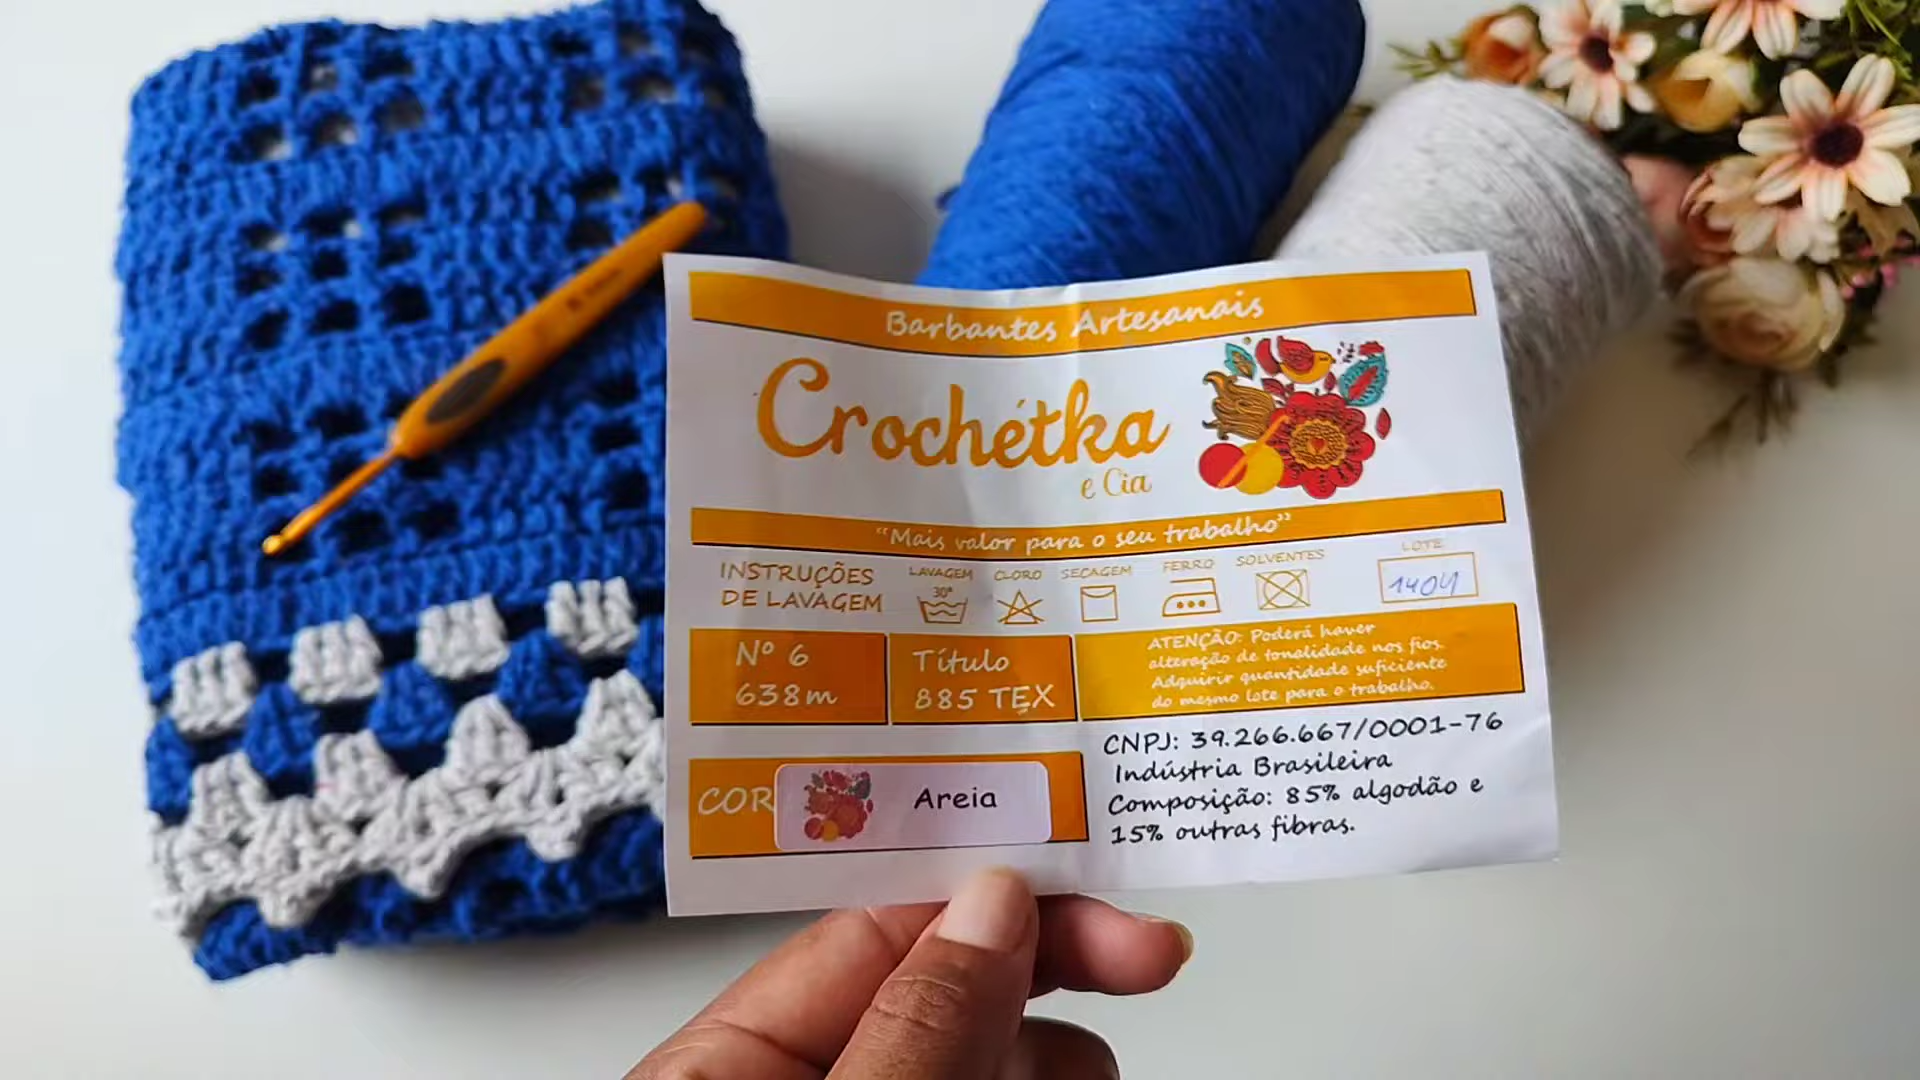 Barbantes Artesanais
Crochétka
e Cia
"Mais valor para o seu trabalho"
INSTRUÇÕES
DE LAVAGEM
LAVAGEM
30°
CLORO
SECAGEM
FERRO
SOLVENTES
LOTE
1404
Nº 6
638m
Título
885 TEX
ATENÇÃO: Poderá haver
alteração de tonalidade nos fios.
Adquirir quantidade suficiente
do mesmo lote para o trabalho.
COR
Areia
CNPJ: 39.266.667/0001-76
Indústria Brasileira
Composição: 85% algodão e
15% outras fibras.